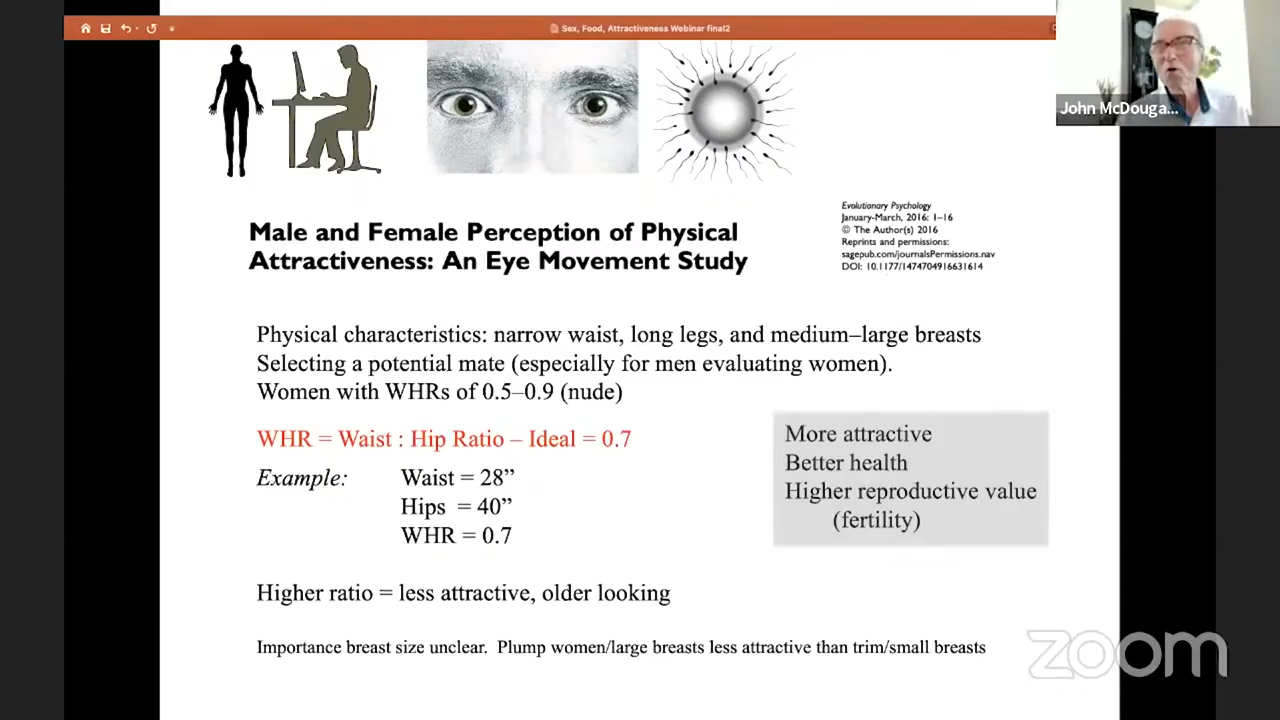 Sex, Food, Attractiveness Webinar final2
John McDouga...
Male and Female Perception of Physical
Attractiveness: An Eye Movement Study
Evolutionary Psychology
January-March, 2016: 1–16
© The Author(s) 2016
Reprints and permissions:
sagepub.com/journalsPermissions.nav
DOI: 10.1177/1474704916631614
Physical characteristics: narrow waist, long legs, and medium–large breasts
Selecting a potential mate (especially for men evaluating women).
Women with WHRs of 0.5–0.9 (nude)
WHR = Waist : Hip Ratio – Ideal = 0.7
Example: Waist = 28”
Hips = 40”
WHR = 0.7
More attractive
Better health
Higher reproductive value
(fertility)
Higher ratio = less attractive, older looking
Importance breast size unclear. Plump women/large breasts less attractive than trim/small breasts
zoom